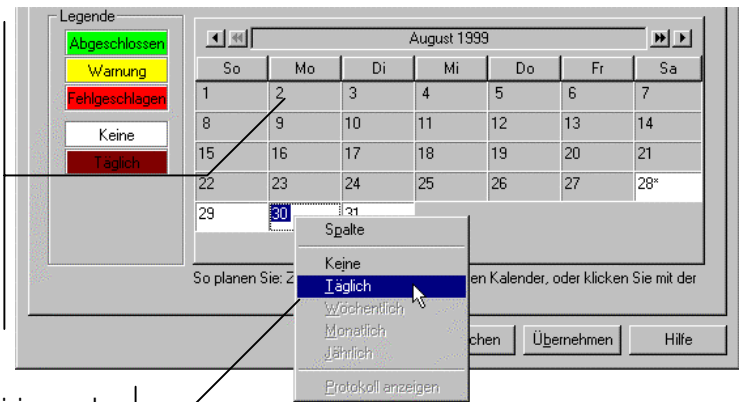 Legende
Abgeschlossen
Warnung
Fehlgeschlagen
Keine
Täglich
August 1999
So Mo Di Mi Do Fr Sa
1 2 3 4 5 6 7
8 9 10 11 12 13 14
15 16 17 18 19 20 21
22 23 24 25 26 27 28*
29 30 31
Spalte
Keine
Täglich
Wöchentlich
Monatlich
Jährlich
Protokoll anzeigen
So planen Sie: Z en Kalender, oder klicken Sie mit der
chen Übernehmen Hilfe